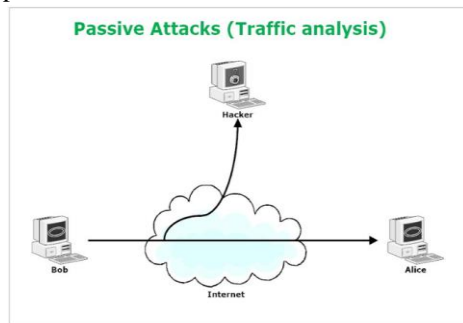 Passive Attacks (Traffic analysis)
Hacker
Bob
Alice
Internet